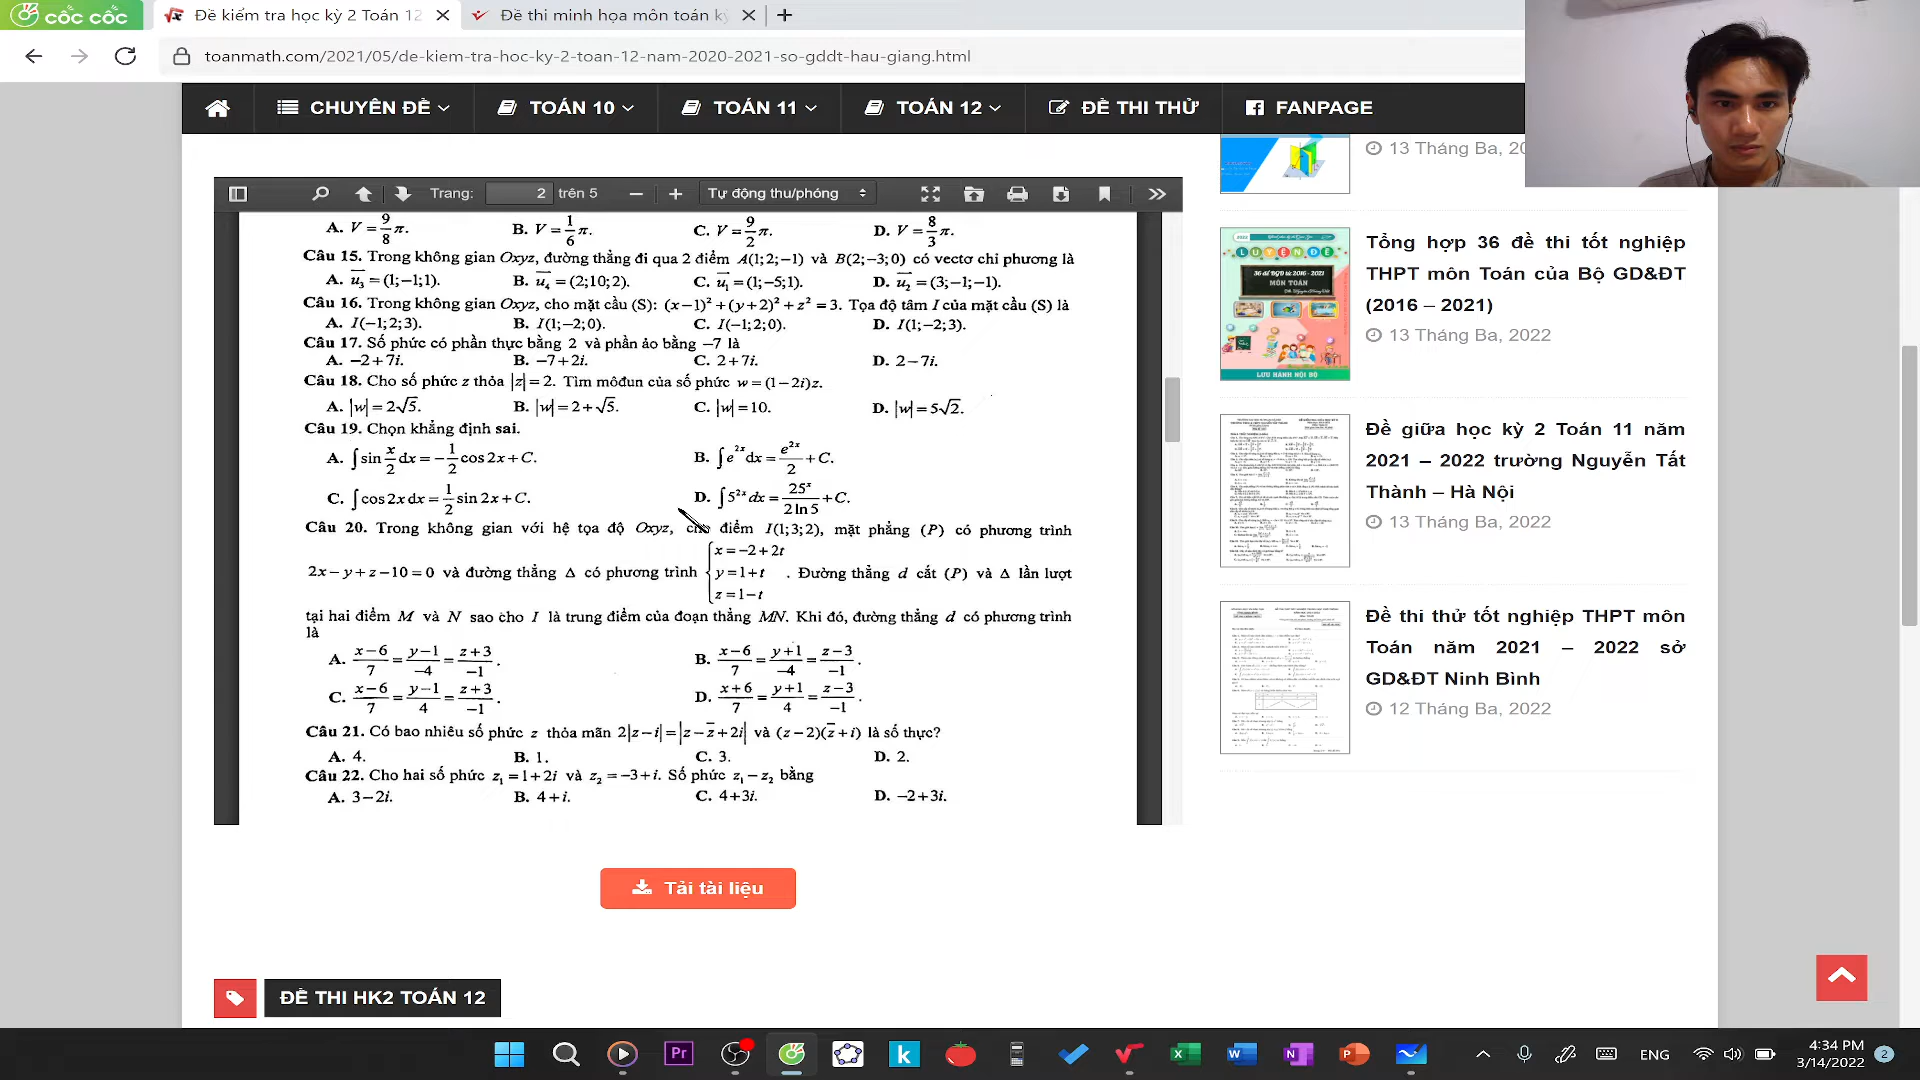 cốc cốc
Đề kiểm tra học kỳ 2 Toán 12
Đề thi minh họa môn toán kỳ
toanmath.com/2021/05/de-kiem-tra-hoc-ky-2-toan-12-nam-2020-2021-so-gddt-hau-giang.html
CHUYÊN ĐỀ TOÁN 10 TOÁN 11 TOÁN 12 ĐỀ THI THỬ FANPAGE
Trang: 2 trên 5 Tự động thu/phóng
A. V = 9/8 π. B. V = 1/6 π. C. V = 9/2 π. D. V = 8/3 π.
Câu 15. Trong không gian Oxyz, đường thẳng đi qua 2 điểm A(1;2;−1) và B(2;−3;0) có vectơ chỉ phương là
A. u₃ = (1;−1;1). B. u₄ = (2;10;2). C. u₁ = (1;−5;1). D. u₂ = (3;−1;−1).
Câu 16. Trong không gian Oxyz, cho mặt cầu (S): (x−1)² + (y+2)² + z² = 3. Tọa độ tâm I của mặt cầu (S) là
A. I(−1;2;3). B. I(1;−2;0). C. I(−1;2;0). D. I(1;−2;3).
Câu 17. Số phức có phần thực bằng 2 và phần ảo bằng −7 là
A. −2+7i. B. −7+2i. C. 2+7i. D. 2−7i.
Câu 18. Cho số phức z thỏa |z| = 2. Tìm môđun của số phức w = (1−2i)z.
A. |w| = 2√5. B. |w| = 2+√5. C. |w| = 10. D. |w| = 5√2.
Câu 19. Chọn khẳng định sai.
A. ∫sin x/2 dx = −1/2 cos2x + C. B. ∫e²ˣdx = e²ˣ/2 + C.
C. ∫cos2x dx = 1/2 sin2x + C. D. ∫5²ˣ dx = 25ˣ/(2ln5) + C.
Câu 20. Trong không gian với hệ tọa độ Oxyz, cho điểm I(1;3;2), mặt phẳng (P) có phương trình
2x−y+z−10=0 và đường thẳng Δ có phương trình { x=−2+2t y=1+t z=1−t . Đường thẳng d cắt (P) và Δ lần lượt
tại hai điểm M và N sao cho I là trung điểm của đoạn thẳng MN. Khi đó, đường thẳng d có phương trình
là
A. (x−6)/7 = (y−1)/−4 = (z+3)/−1. B. (x−6)/7 = (y+1)/−4 = (z−3)/−1.
C. (x−6)/7 = (y−1)/4 = (z+3)/−1. D. (x+6)/7 = (y+1)/4 = (z−3)/−1.
Câu 21. Có bao nhiêu số phức z thỏa mãn 2|z−i| = |z−z̅+2i| và (z−2)(z̅+i) là số thực?
A. 4. B. 1. C. 3. D. 2.
Câu 22. Cho hai số phức z₁ = 1+2i và z₂ = −3+i. Số phức z₁ − z₂ bằng
A. 3−2i. B. 4+i. C. 4+3i. D. −2+3i.
Tải tài liệu
ĐỀ THI HK2 TOÁN 12
13 Tháng Ba, 20
LUYỆN ĐỀ
MÔN TOÁN
LƯU HÀNH NỘI BỘ
Tổng hợp 36 đề thi tốt nghiệp
THPT môn Toán của Bộ GD&ĐT
(2016 – 2021)
13 Tháng Ba, 2022
Đề giữa học kỳ 2 Toán 11 năm
2021 – 2022 trường Nguyễn Tất
Thành – Hà Nội
13 Tháng Ba, 2022
Đề thi thử tốt nghiệp THPT môn
Toán năm 2021 – 2022 sở
GD&ĐT Ninh Bình
12 Tháng Ba, 2022
Pr
k
ENG
4:34 PM
3/14/2022
2